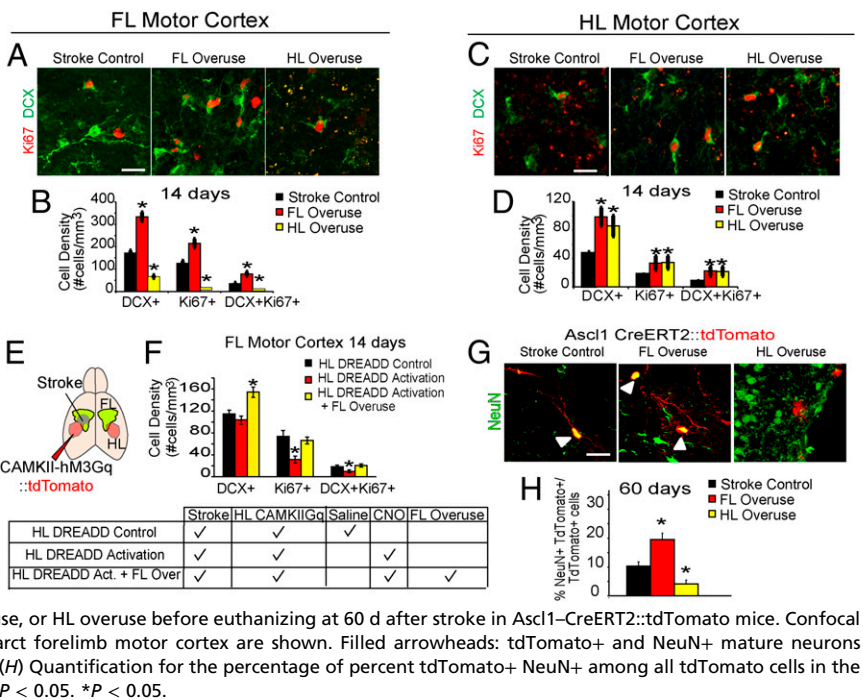 FL Motor Cortex
HL Motor Cortex
A
Stroke Control FL Overuse HL Overuse
Ki67 DCX
C
Stroke Control FL Overuse HL Overuse
Ki67 DCX
B
14 days
Cell Density
(#cells/mm3)
400
300
200
100
0
* * * * * *
DCX+ Ki67+ DCX+Ki67+
Stroke Control
FL Overuse
HL Overuse
D
14 days
Cell Density
(#cells/mm3)
120
80
40
0
* * ** **
DCX+ Ki67+ DCX+Ki67+
Stroke Control
FL Overuse
HL Overuse
E
Stroke
FL
HL
CAMKII-hM3Gq
::tdTomato
F
FL Motor Cortex 14 days
Cell Density
(#cells/mm3)
160
120
80
40
0
* * *
DCX+ Ki67+ DCX+Ki67+
HL DREADD Control
HL DREADD Activation
HL DREADD Activation
+ FL Overuse
G
Ascl1 CreERT2::tdTomato
Stroke Control FL Overuse HL Overuse
NeuN
H
60 days
% NeuN+ TdTomato+/
TdTomato+ cells
30
20
10
0
* *
Stroke Control
FL Overuse
HL Overuse
Stroke HL CAMKIIGq Saline CNO FL Overuse
HL DREADD Control ✓ ✓ ✓
HL DREADD Activation ✓ ✓ ✓
HL DREADD Act. + FL Over ✓ ✓ ✓ ✓
use, or HL overuse before euthanizing at 60 d after stroke in Ascl1–CreERT2::tdTomato mice. Confocal
arct forelimb motor cortex are shown. Filled arrowheads: tdTomato+ and NeuN+ mature neurons
(H) Quantification for the percentage of percent tdTomato+ NeuN+ among all tdTomato cells in the
P < 0.05. *P < 0.05.